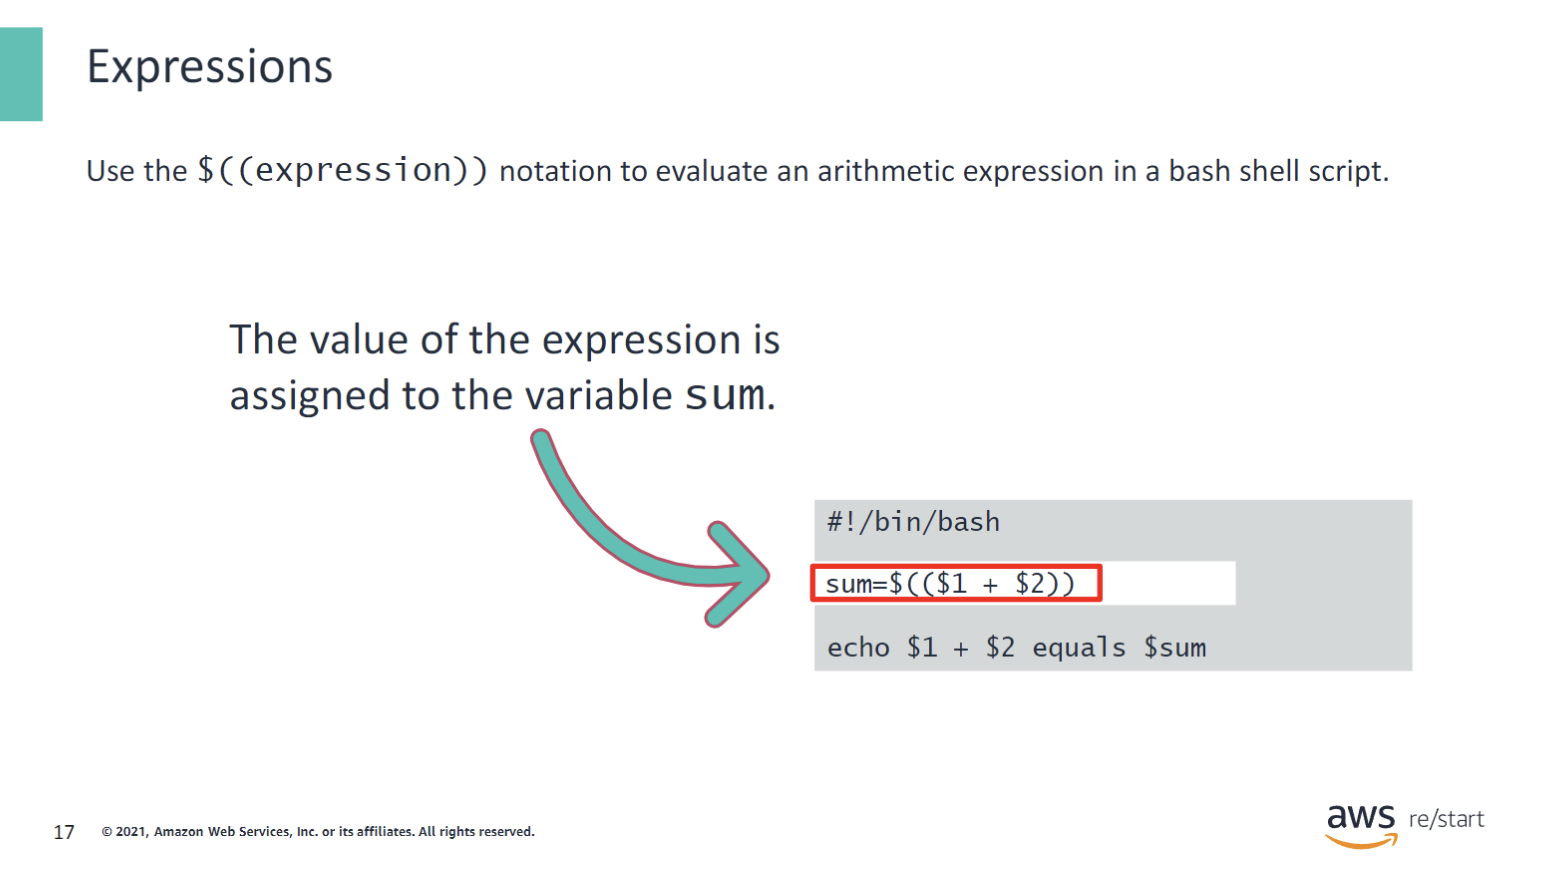 Expressions
Use the $((expression)) notation to evaluate an arithmetic expression in a bash shell script.
The value of the expression is
assigned to the variable sum.
#!/bin/bash
sum=$(($1 + $2))
echo $1 + $2 equals $sum
17 © 2021, Amazon Web Services, Inc. or its affiliates. All rights reserved.
aws re/start